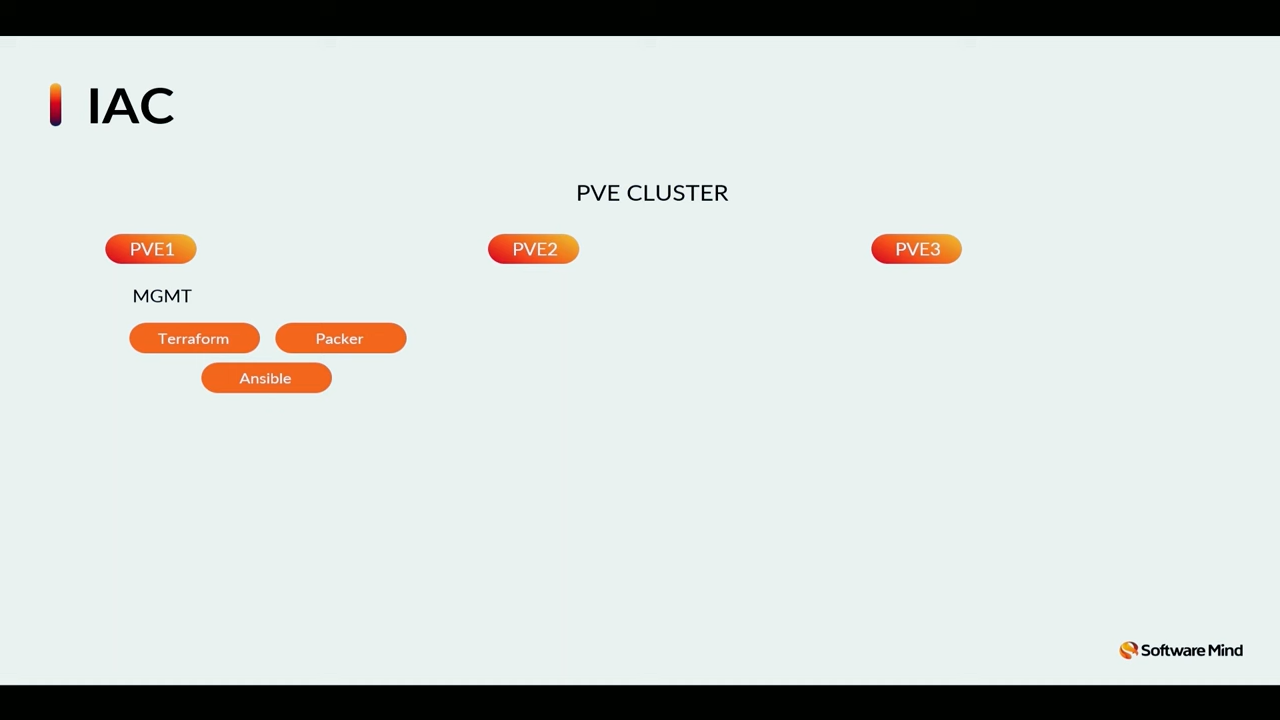 IAC
PVE CLUSTER
PVE1
PVE2
PVE3
MGMT
Terraform
Packer
Ansible
Software Mind